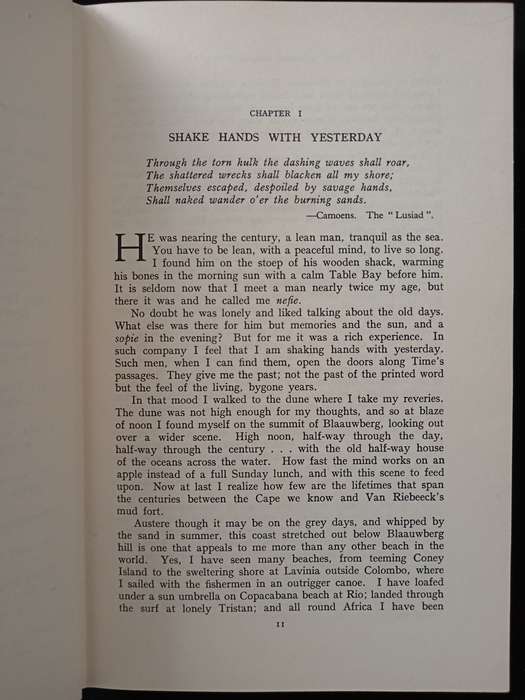 CHAPTER I
SHAKE HANDS WITH YESTERDAY
Through the torn hulk the dashing waves shall roar,
The shattered wrecks shall blacken all my shore;
Themselves escaped, despoiled by savage hands,
Shall naked wander o'er the burning sands.
—Camoens. The "Lusiad".
HE was nearing the century, a lean man, tranquil as the sea.
You have to be lean, with a peaceful mind, to live so long.
I found him on the stoep of his wooden shack, warming
his bones in the morning sun with a calm Table Bay before him.
It is seldom now that I meet a man nearly twice my age, but
there it was and he called me nefie.
No doubt he was lonely and liked talking about the old days.
What else was there for him but memories and the sun, and a
sopie in the evening? But for me it was a rich experience. In
such company I feel that I am shaking hands with yesterday.
Such men, when I can find them, open the doors along Time's
passages. They give me the past; not the past of the printed word
but the feel of the living, bygone years.
In that mood I walked to the dune where I take my reveries.
The dune was not high enough for my thoughts, and so at blaze
of noon I found myself on the summit of Blaauwberg, looking out
over a wider scene. High noon, half-way through the day,
half-way through the century . . . with the old half-way house
of the oceans across the water. How fast the mind works on an
apple instead of a full Sunday lunch, and with this scene to feed
upon. Now at last I realize how few are the lifetimes that span
the centuries between the Cape we know and Van Riebeeck's
mud fort.
Austere though it may be on the grey days, and whipped by
the sand in summer, this coast stretched out below Blaauwberg
hill is one that appeals to me more than any other beach in the
world. Yes, I have seen many beaches, from teeming Coney
Island to the sweltering shore at Lavinia outside Colombo, where
I sailed with the fishermen in an outrigger canoe. I have loafed
under a sun umbrella on Copacabana beach at Rio; landed through
the surf at lonely Tristan; and all round Africa I have been
11